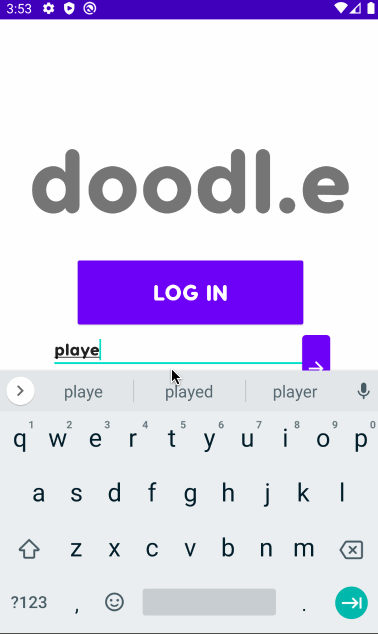 3:53
doodl.e
LOG IN
playe
playe played player
1 2 3 4 5 6 7 8 9 0
q w e r t y u i o p
a s d f g h j k l
z x c v b n m
?123 , .